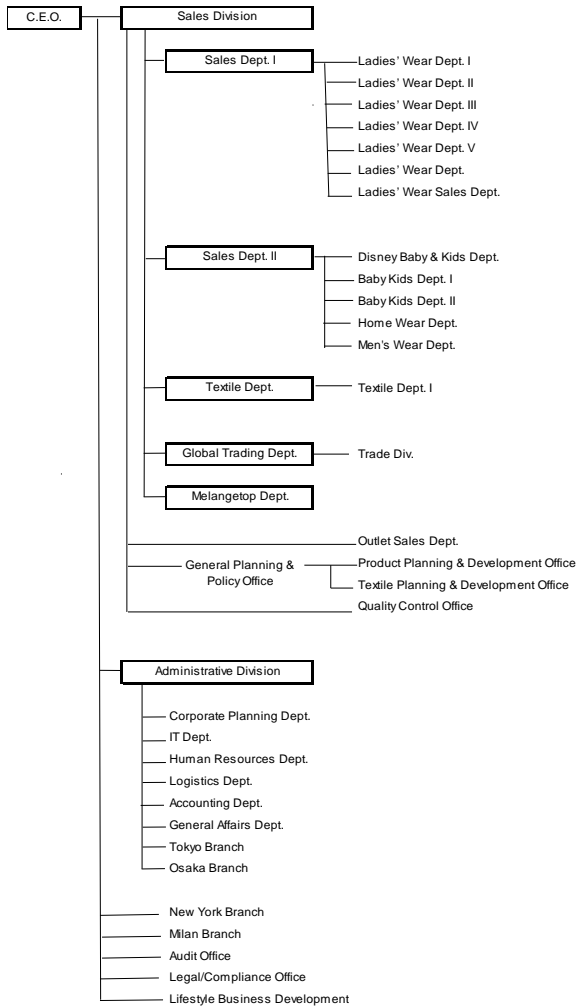 C.E.O.
Sales Division
Sales Dept. I
Ladies' Wear Dept. I
Ladies' Wear Dept. II
Ladies' Wear Dept. III
Ladies' Wear Dept. IV
Ladies' Wear Dept. V
Ladies' Wear Dept.
Ladies' Wear Sales Dept.
Sales Dept. II
Disney Baby & Kids Dept.
Baby Kids Dept. I
Baby Kids Dept. II
Home Wear Dept.
Men's Wear Dept.
Textile Dept.
Textile Dept. I
Global Trading Dept.
Trade Div.
Melangetop Dept.
Outlet Sales Dept.
General Planning &
Policy Office
Product Planning & Development Office
Textile Planning & Development Office
Quality Control Office
Administrative Division
Corporate Planning Dept.
IT Dept.
Human Resources Dept.
Logistics Dept.
Accounting Dept.
General Affairs Dept.
Tokyo Branch
Osaka Branch
New York Branch
Milan Branch
Audit Office
Legal/Compliance Office
Lifestyle Business Development